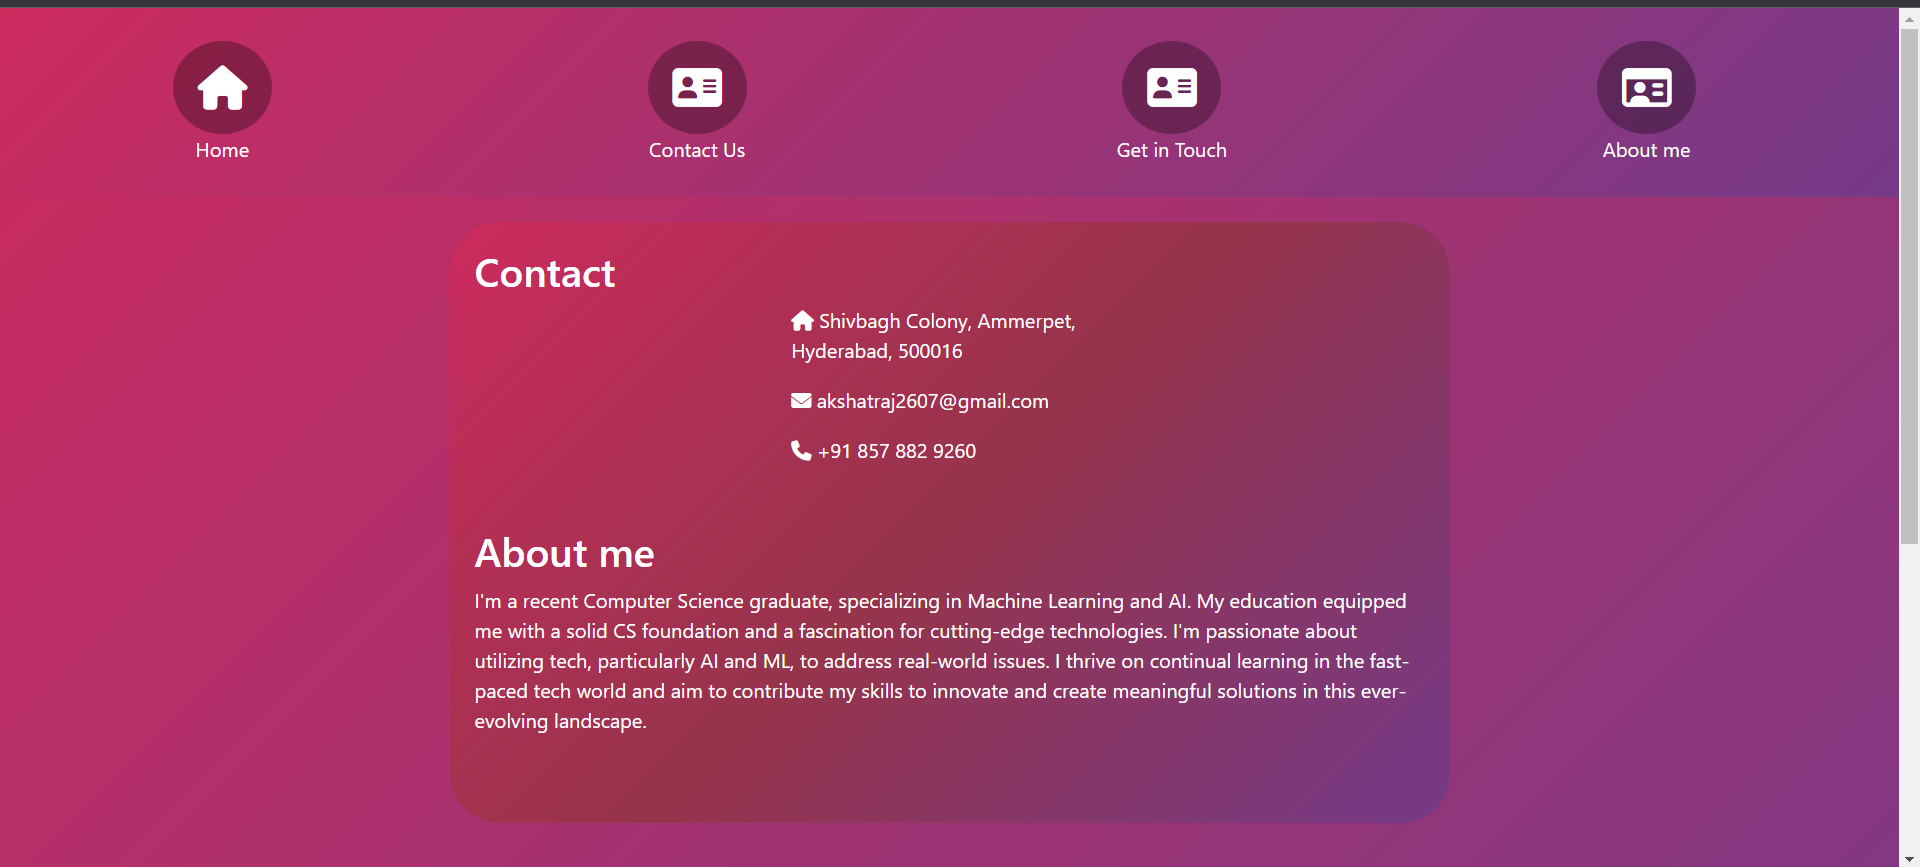 Home
Contact Us
Get in Touch
About me
Contact
Shivbagh Colony, Ammerpet,
Hyderabad, 500016
akshatraj2607@gmail.com
+91 857 882 9260
About me
I'm a recent Computer Science graduate, specializing in Machine Learning and AI. My education equipped
me with a solid CS foundation and a fascination for cutting-edge technologies. I'm passionate about
utilizing tech, particularly AI and ML, to address real-world issues. I thrive on continual learning in the fast-
paced tech world and aim to contribute my skills to innovate and create meaningful solutions in this ever-
evolving landscape.